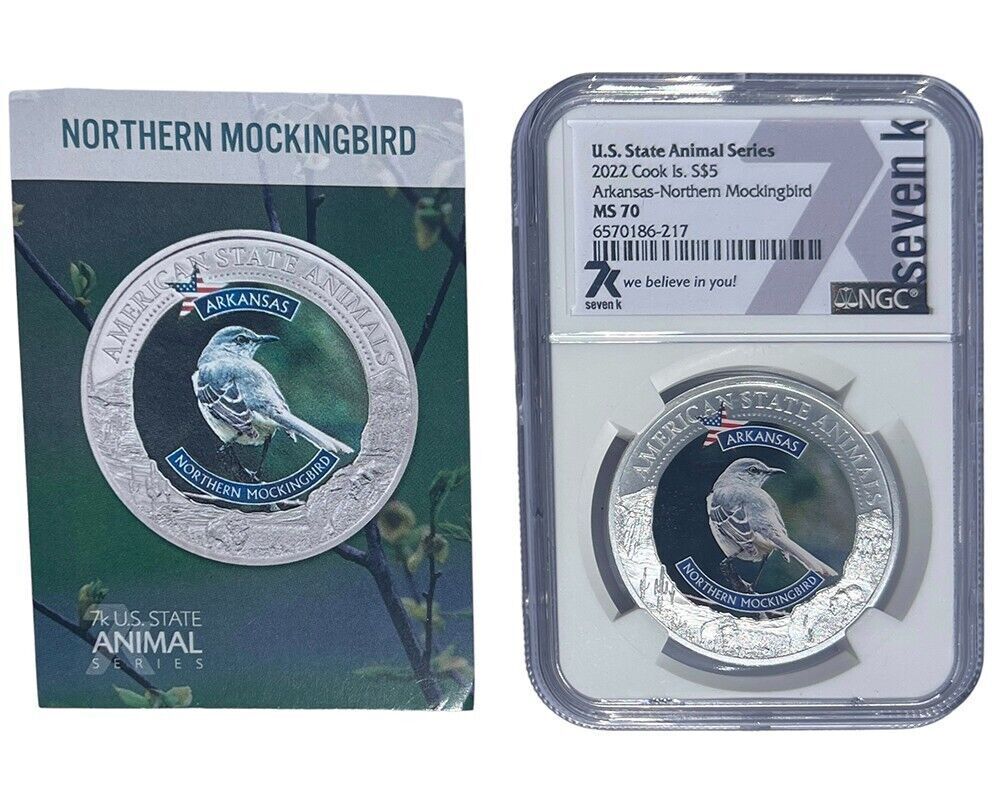 NORTHERN MOCKINGBIRD
AMERICAN STATE ANIMALS
ARKANSAS
NORTHERN MOCKINGBIRD
7k U.S. STATE
ANIMAL
SERIES
U.S. State Animal Series
2022 Cook Is. S$5
Arkansas-Northern Mockingbird
MS 70
6570186-217
7k we believe in you!
seven k
7k
seven k
NGC®
AMERICAN STATE ANIMALS
ARKANSAS
NORTHERN MOCKINGBIRD